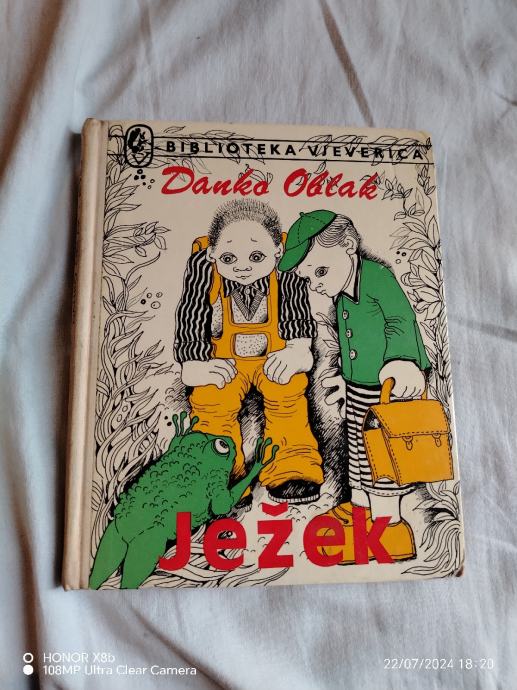 BIBLIOTEKA VJEVERICA
Danko Oblak
Ježek
HONOR X8b
108MP Ultra Clear Camera
22/07/2024 18:20